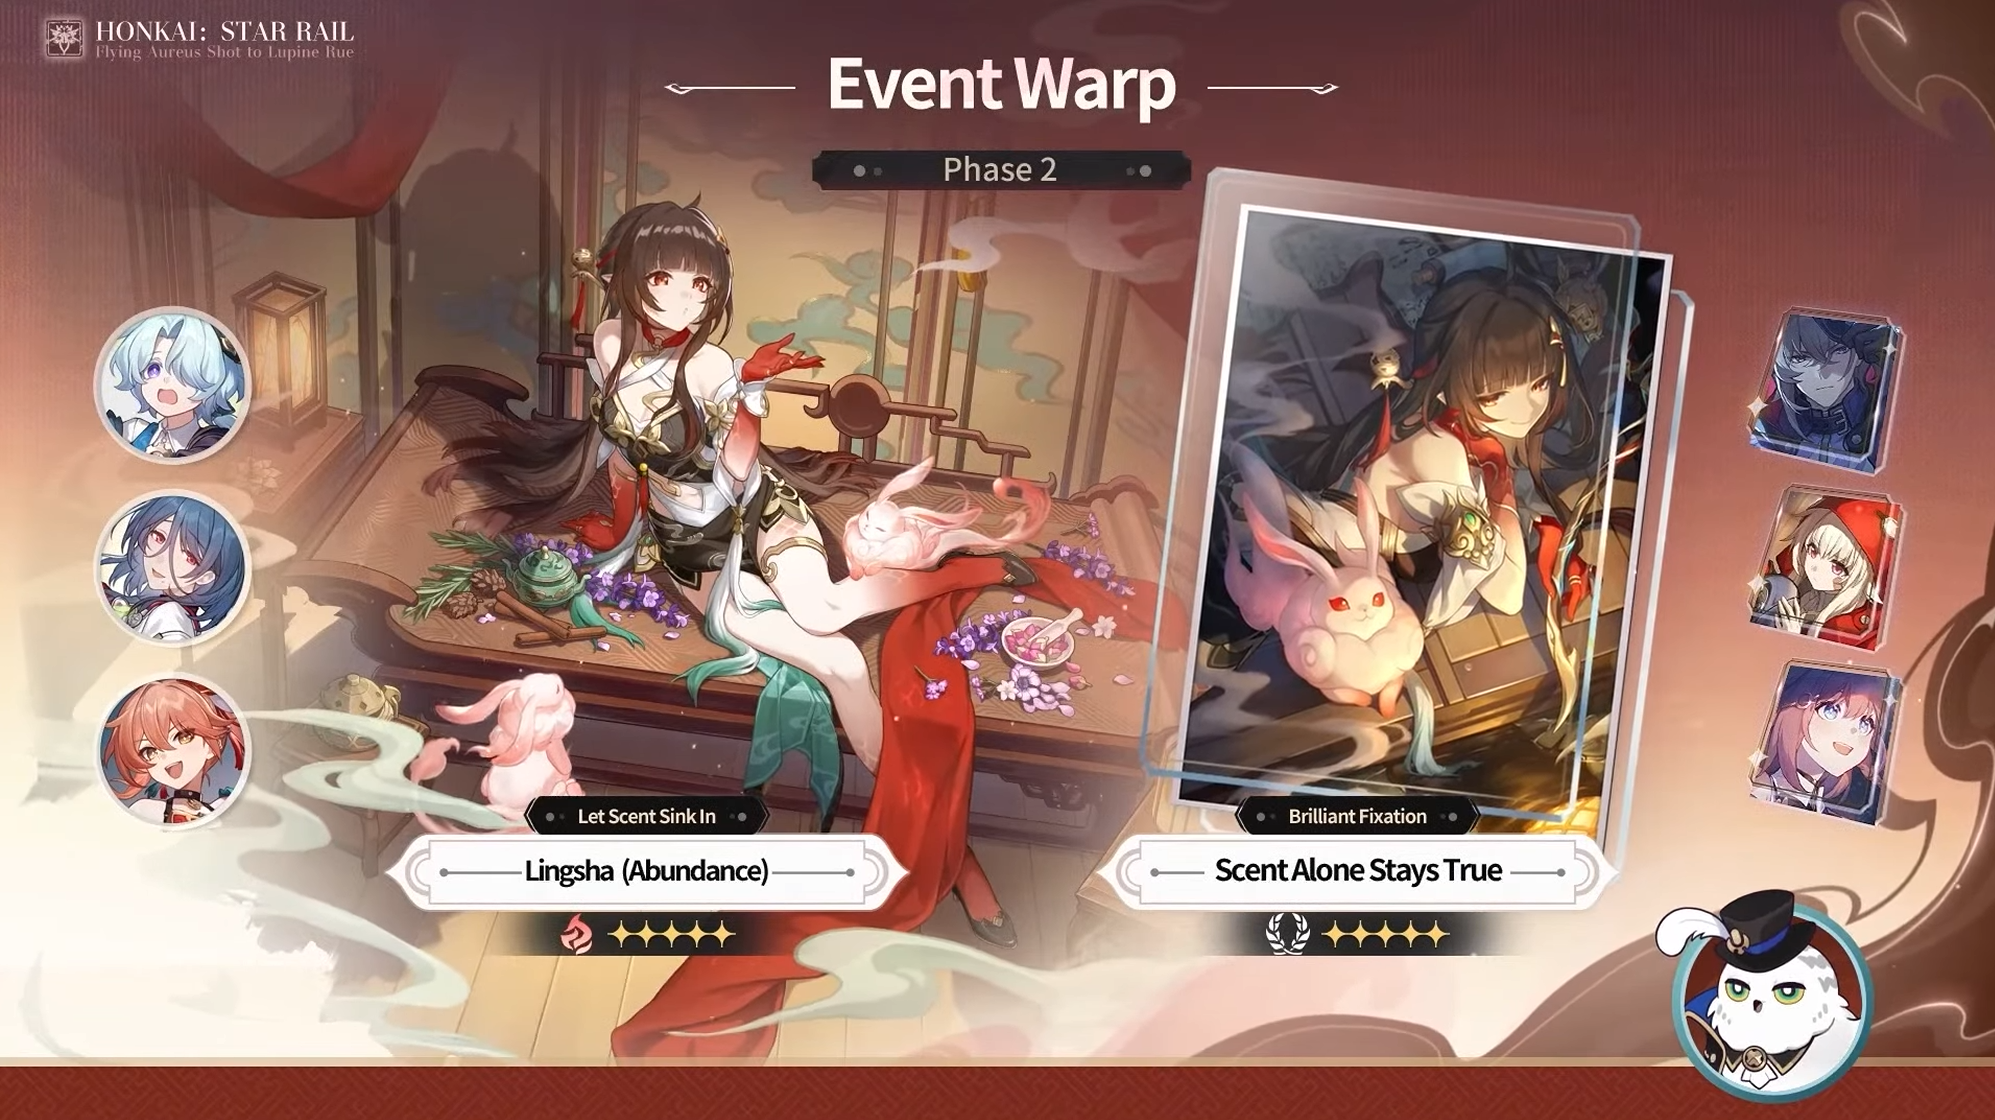 HONKAI: STAR RAIL
Flying Aureus Shot to Lupine Rue
Event Warp
Phase 2
Let Scent Sink In
Lingsha (Abundance)
Brilliant Fixation
Scent Alone Stays True